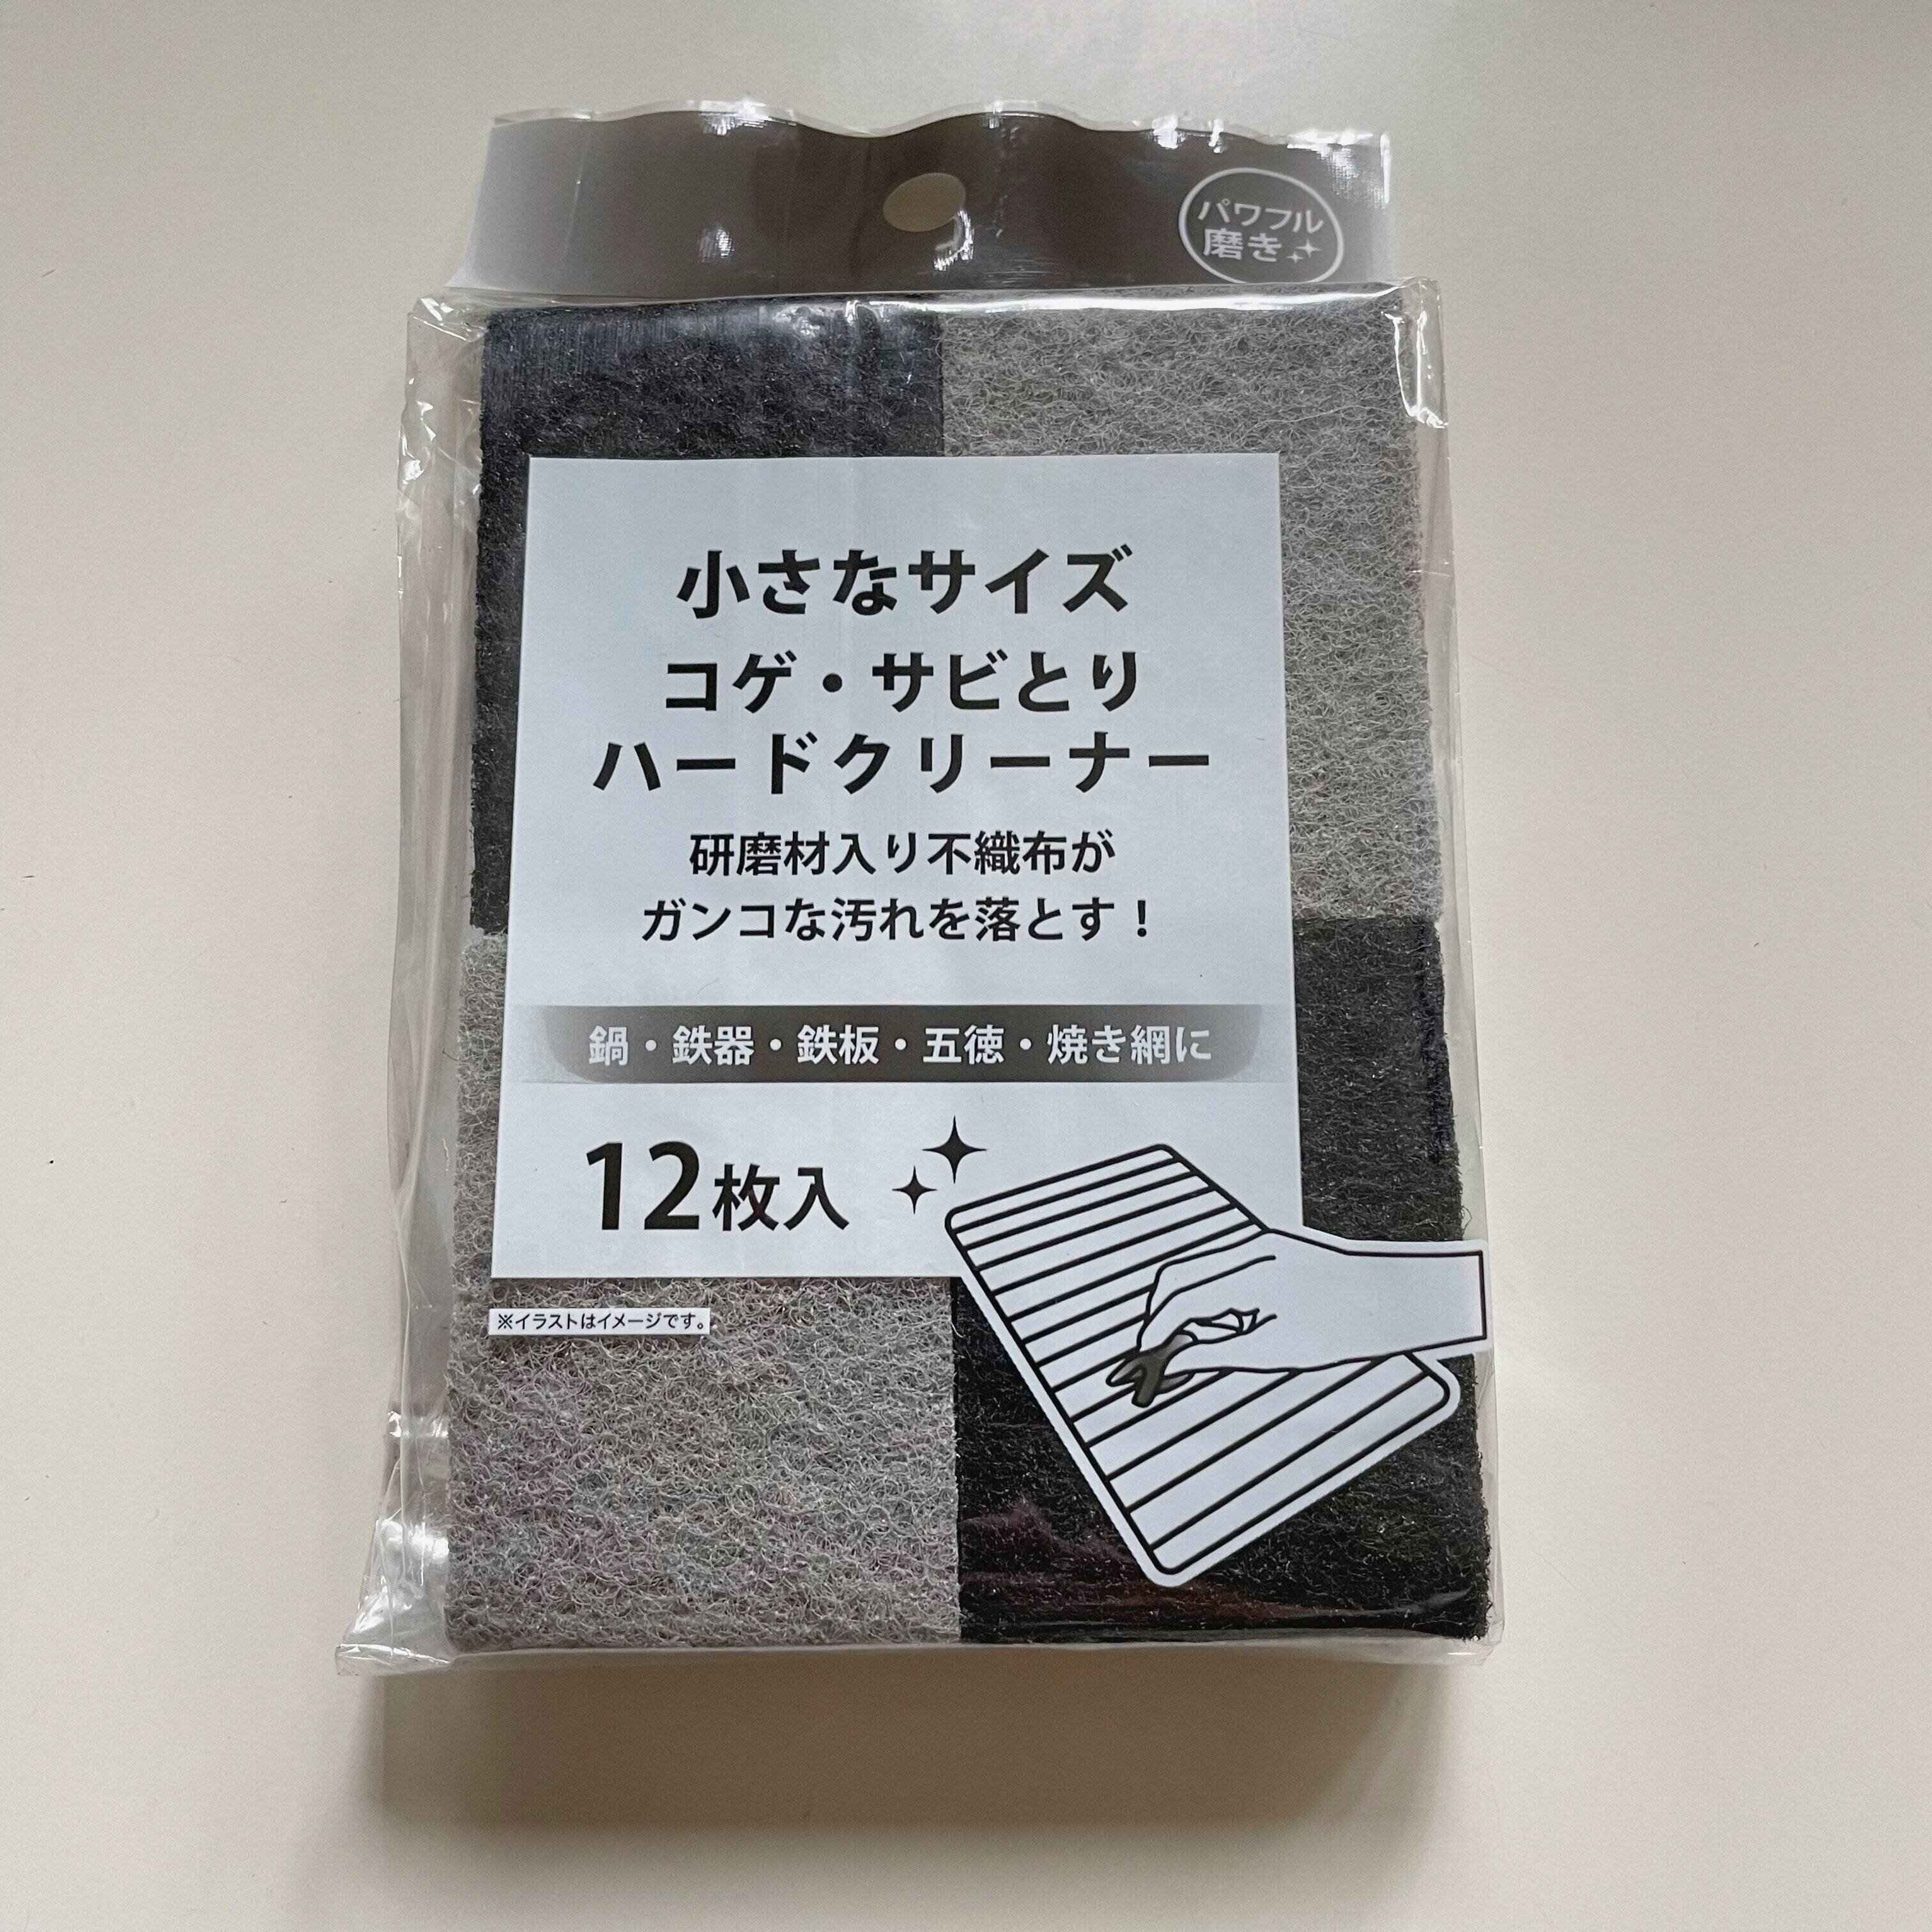 パワフル
磨き
小さなサイズ
コゲ・サビとり
ハードクリーナー
研磨材入り不織布が
ガンコな汚れを落とす！
鍋・鉄器・鉄板・五徳・焼き網に
12枚入
※イラストはイメージです。